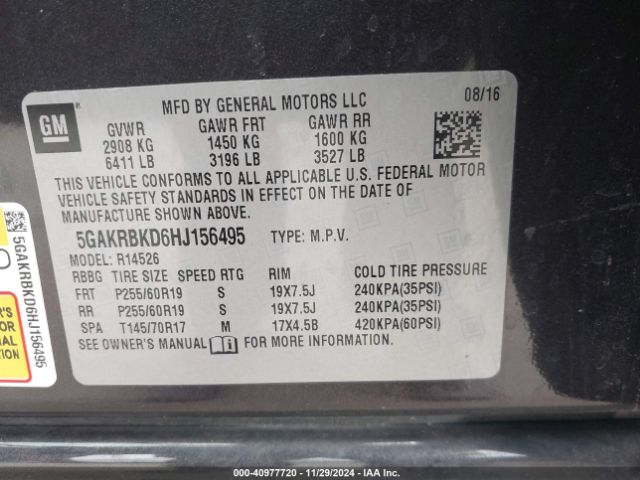 GM
MFD BY GENERAL MOTORS LLC 08/16
GVWR GAWR FRT GAWR RR
2908 KG 1450 KG 1600 KG
6411 LB 3196 LB 3527 LB
THIS VEHICLE CONFORMS TO ALL APPLICABLE U.S. FEDERAL MOTOR
VEHICLE SAFETY STANDARDS IN EFFECT ON THE DATE OF
MANUFACTURE SHOWN ABOVE.
5GAKRBKD6HJ156495 TYPE: M.P.V.
MODEL: R14526
RBBG TIRE SIZE SPEED RTG RIM COLD TIRE PRESSURE
FRT P255/60R19 S 19X7.5J 240KPA(35PSI)
RR P255/60R19 S 19X7.5J 240KPA(35PSI)
SPA T145/70R17 M 17X4.5B 420KPA(60PSI)
SEE OWNER'S MANUAL FOR MORE INFORMATION.
5GAKRBKD6HJ156495
OR
MOTOR
ERIAL
000-40977720 - 11/29/2024 - IAA Inc.